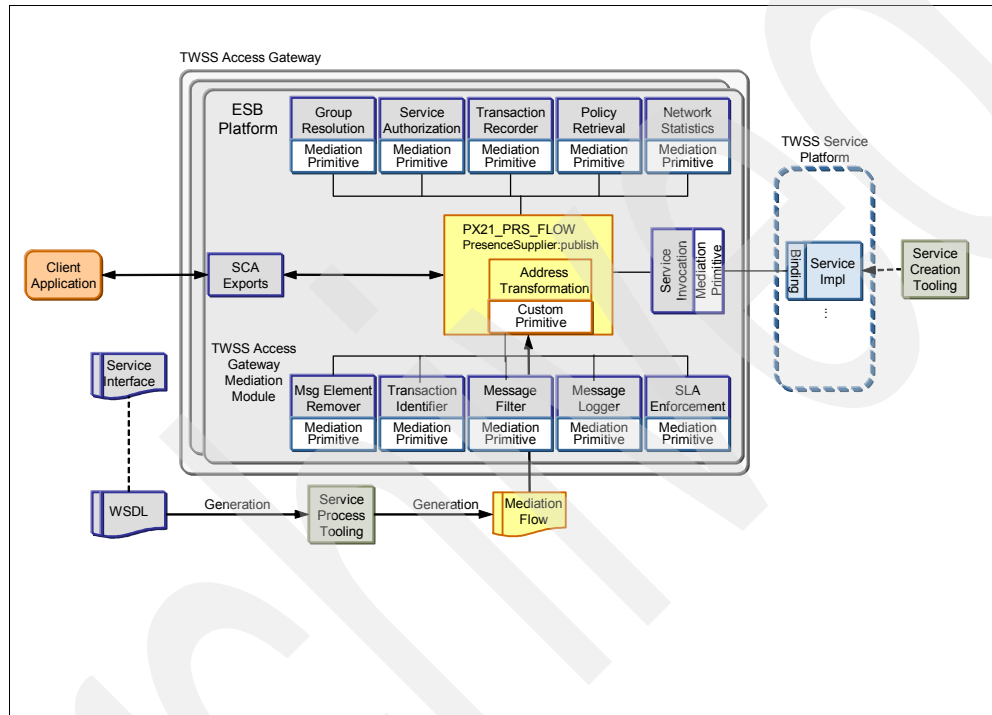 TWSS Access Gateway
ESB
Platform
Group
Resolution
Mediation
Primitive
Service
Authorization
Mediation
Primitive
Transaction
Recorder
Mediation
Primitive
Policy
Retrieval
Mediation
Primitive
Network
Statistics
Mediation
Primitive
TWSS Service
Platform
PX21_PRS_FLOW
PresenceSupplier:publish
Address
Transformation
Custom
Primitive
Service
Invocation
Mediation
Primitive
Binding
Service
Impl
:
Service
Creation
Tooling
Client
Application
SCA
Exports
TWSS Access
Gateway
Mediation
Module
Service
Interface
Msg Element
Remover
Mediation
Primitive
Transaction
Identifier
Mediation
Primitive
Message
Filter
Mediation
Primitive
Message
Logger
Mediation
Primitive
SLA
Enforcement
Mediation
Primitive
WSDL
Generation
Service
Process
Tooling
Generation
Mediation
Flow